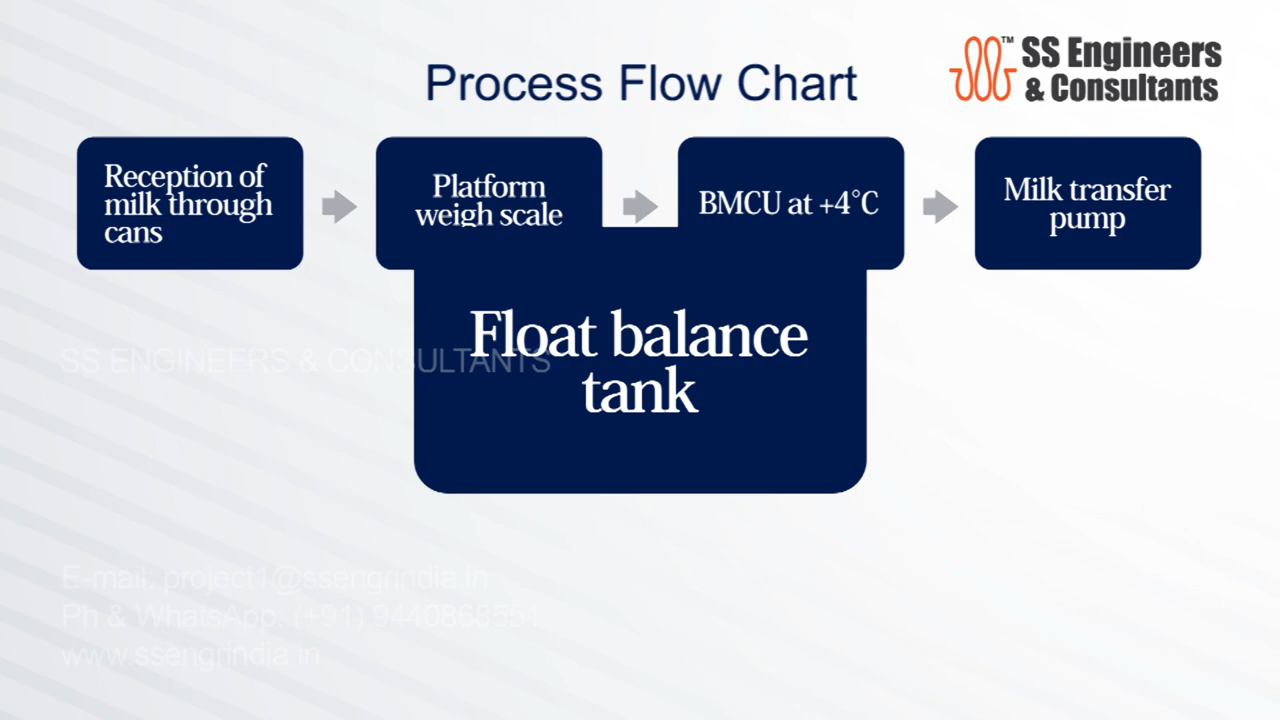 Process Flow Chart
TM
SS Engineers
& Consultants
Reception of
milk through
cans
Platform
weigh scale
BMCU at +4°C
Milk transfer
pump
Float balance
tank
SS ENGINEERS & CONSULTANTS
E-mail: project1@ssengrindia.in
Ph & WhatsApp: (+91) 9440868551
www.ssengrindia.in